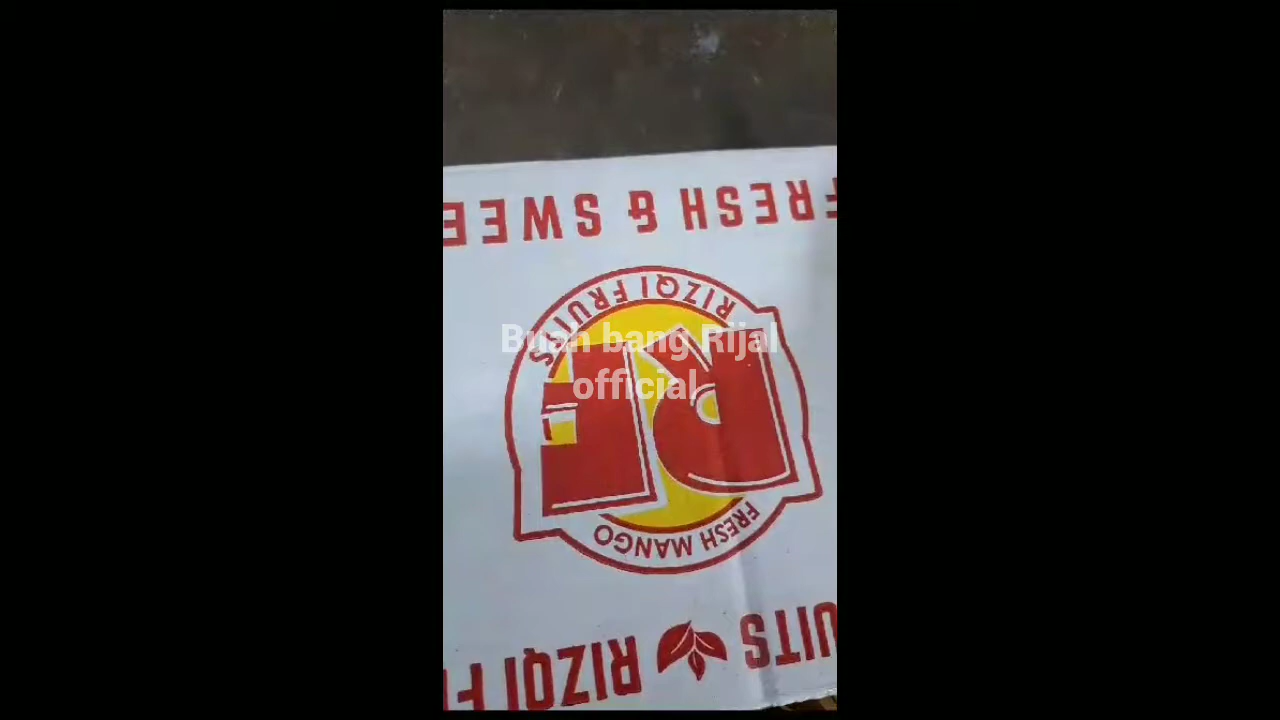 FRESH & SWEE
RIZQI FRUITS
Buah bang Rijal
official
RF
FRESH MANGO
UITS RIZQI F